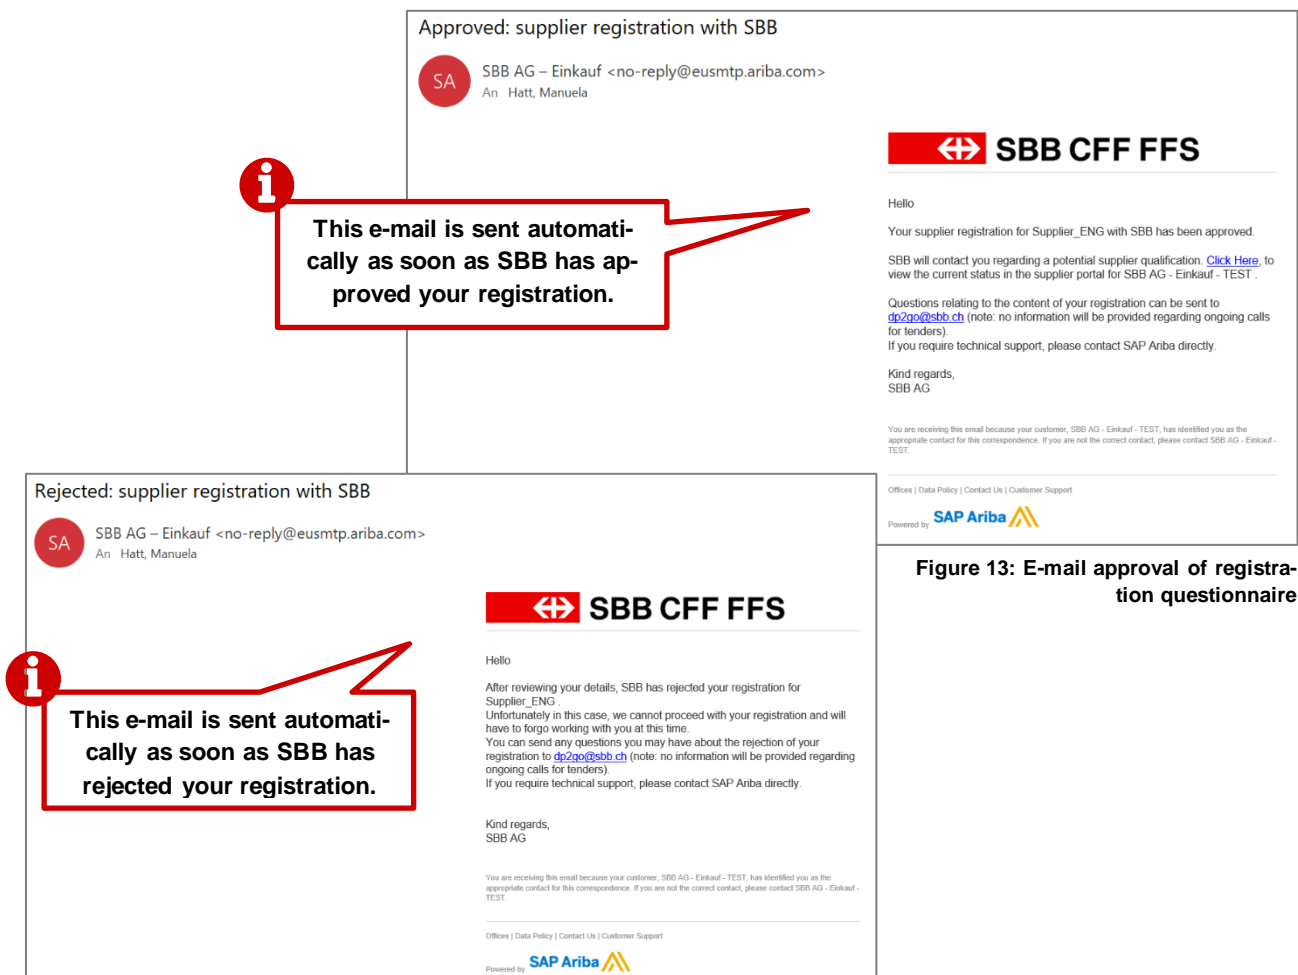 Approved: supplier registration with SBB
SA
SBB AG – Einkauf <no-reply@eusmtp.ariba.com>
An Hatt, Manuela
SBB CFF FFS
Hello
Your supplier registration for Supplier_ENG with SBB has been approved.
SBB will contact you regarding a potential supplier qualification. Click Here, to
view the current status in the supplier portal for SBB AG - Einkauf - TEST .
Questions relating to the content of your registration can be sent to
dp2go@sbb.ch (note: no information will be provided regarding ongoing calls
for tenders).
If you require technical support, please contact SAP Ariba directly.
Kind regards,
SBB AG
You are receiving this email because your customer, SBB AG - Einkauf - TEST, has identified you as the
appropriate contact for this correspondence. If you are not the correct contact, please contact SBB AG - Einkauf -
TEST.
Offices | Data Policy | Contact Us | Customer Support
Powered by SAP Ariba
i
This e-mail is sent automati-
cally as soon as SBB has ap-
proved your registration.
Figure 13: E-mail approval of registra-
tion questionnaire
Rejected: supplier registration with SBB
SA
SBB AG – Einkauf <no-reply@eusmtp.ariba.com>
An Hatt, Manuela
SBB CFF FFS
Hello
After reviewing your details, SBB has rejected your registration for
Supplier_ENG .
Unfortunately in this case, we cannot proceed with your registration and will
have to forgo working with you at this time.
You can send any questions you may have about the rejection of your
registration to dp2go@sbb.ch (note: no information will be provided regarding
ongoing calls for tenders).
If you require technical support, please contact SAP Ariba directly.
Kind regards,
SBB AG
You are receiving this email because your customer, SBB AG - Einkauf - TEST, has identified you as the
appropriate contact for this correspondence. If you are not the correct contact, please contact SBB AG - Einkauf -
TEST.
Offices | Data Policy | Contact Us | Customer Support
Powered by SAP Ariba
i
This e-mail is sent automati-
cally as soon as SBB has
rejected your registration.